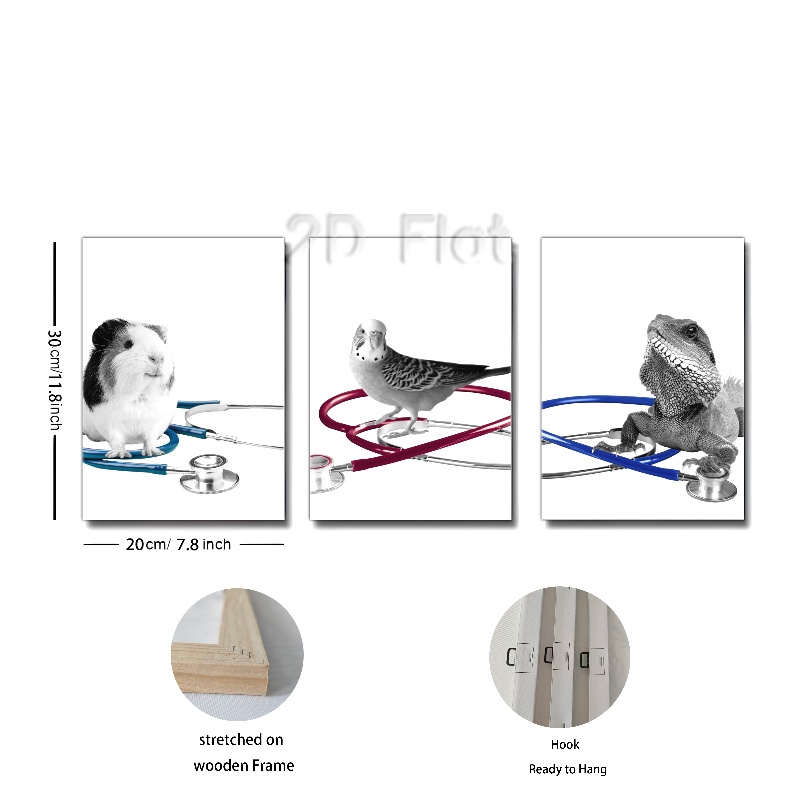 2D Flat
30cm/11.8inch
20cm/ 7.8 inch
stretched on
wooden Frame
Hook
Ready to Hang